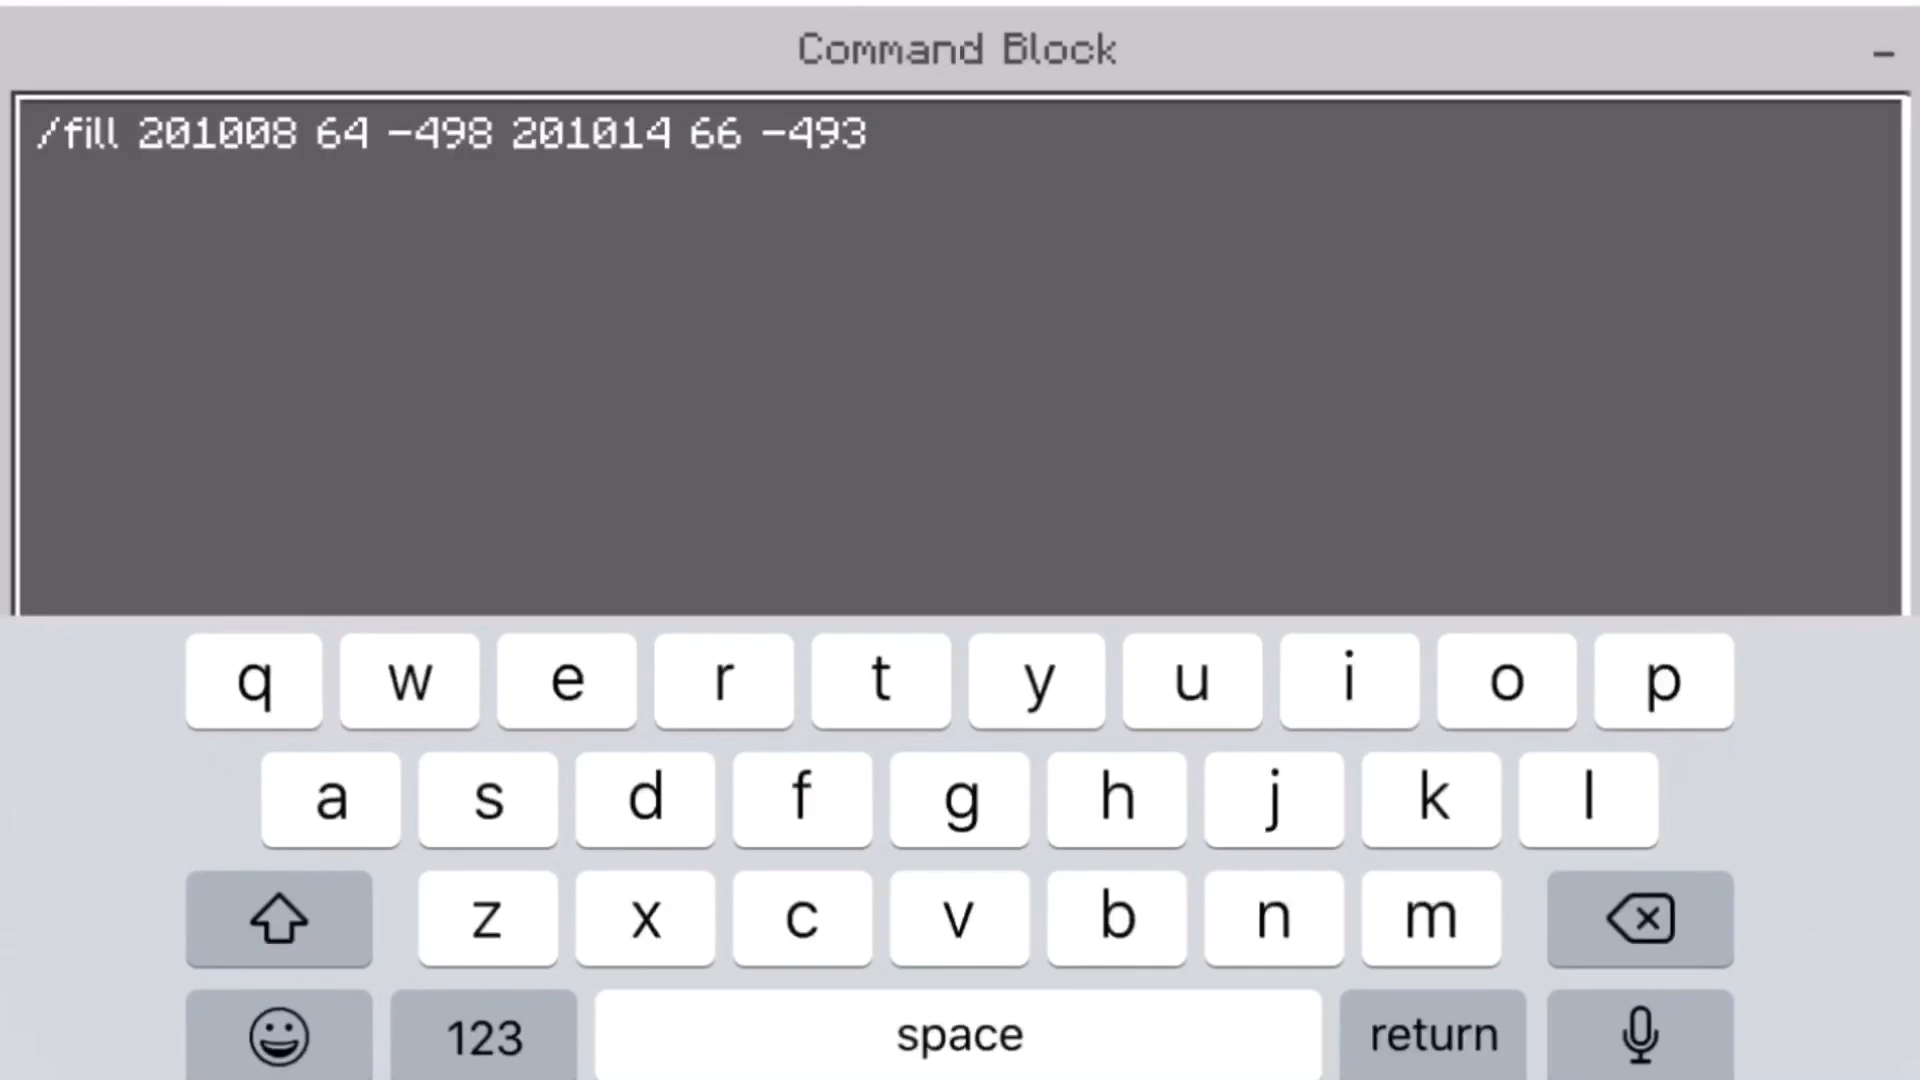 Command Block
/fill 201008 64 -498 201014 66 -493
q w e r t y u i o p
a s d f g h j k l
z x c v b n m
123 space return